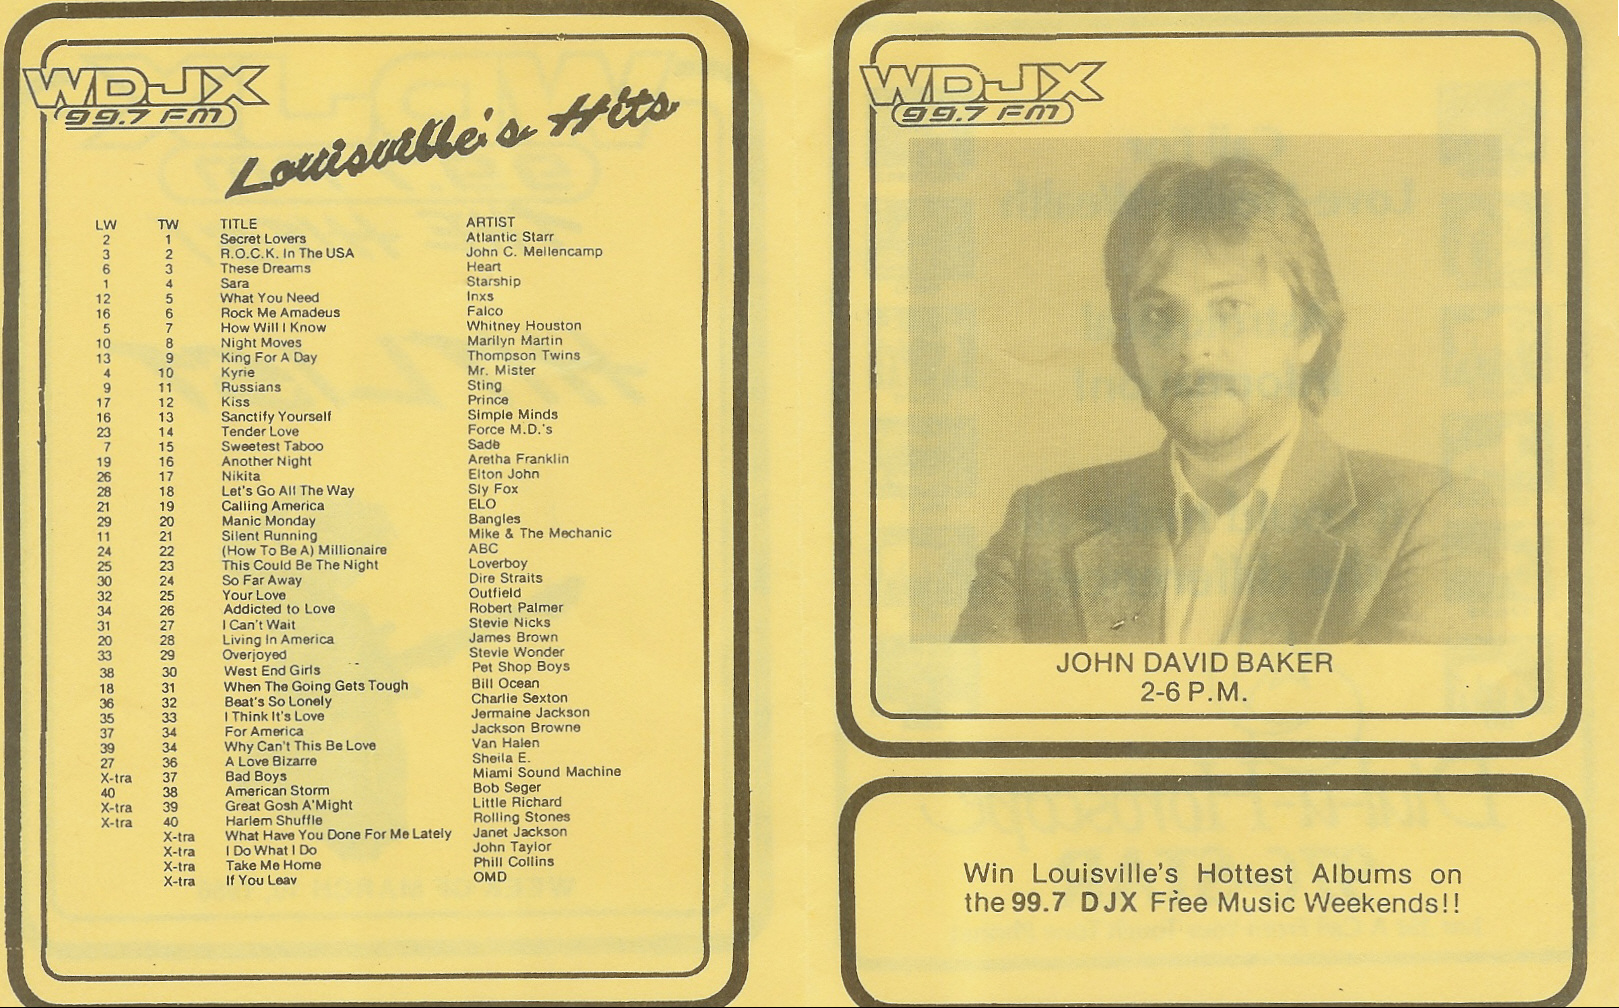 WDJX
99.7 FM
Louisville's Hits
LW TW TITLE ARTIST
2 1 Secret Lovers Atlantic Starr
3 2 R.O.C.K. In The USA John C. Mellencamp
6 3 These Dreams Heart
1 4 Sara Starship
12 5 What You Need Inxs
16 6 Rock Me Amadeus Falco
5 7 How Will I Know Whitney Houston
10 8 Night Moves Marilyn Martin
13 9 King For A Day Thompson Twins
4 10 Kyrie Mr. Mister
9 11 Russians Sting
17 12 Kiss Prince
16 13 Sanctify Yourself Simple Minds
23 14 Tender Love Force M.D.'s
7 15 Sweetest Taboo Sade
19 16 Another Night Aretha Franklin
26 17 Nikita Elton John
28 18 Let's Go All The Way Sly Fox
21 19 Calling America ELO
29 20 Manic Monday Bangles
11 21 Silent Running Mike & The Mechanic
24 22 (How To Be A) Millionaire ABC
25 23 This Could Be The Night Loverboy
30 24 So Far Away Dire Straits
32 25 Your Love Outfield
34 26 Addicted to Love Robert Palmer
31 27 I Can't Wait Stevie Nicks
20 28 Living In America James Brown
33 29 Overjoyed Stevie Wonder
38 30 West End Girls Pet Shop Boys
18 31 When The Going Gets Tough Bill Ocean
36 32 Beat's So Lonely Charlie Sexton
35 33 I Think It's Love Jermaine Jackson
37 34 For America Jackson Browne
39 34 Why Can't This Be Love Van Halen
27 36 A Love Bizarre Sheila E.
X-tra 37 Bad Boys Miami Sound Machine
40 38 American Storm Bob Seger
X-tra 39 Great Gosh A'Might Little Richard
X-tra 40 Harlem Shuffle Rolling Stones
X-tra What Have You Done For Me Lately Janet Jackson
X-tra I Do What I Do John Taylor
X-tra Take Me Home Phill Collins
X-tra If You Leav OMD
WDJX
99.7 FM
JOHN DAVID BAKER
2-6 P.M.
Win Louisville's Hottest Albums on
the 99.7 DJX Free Music Weekends!!